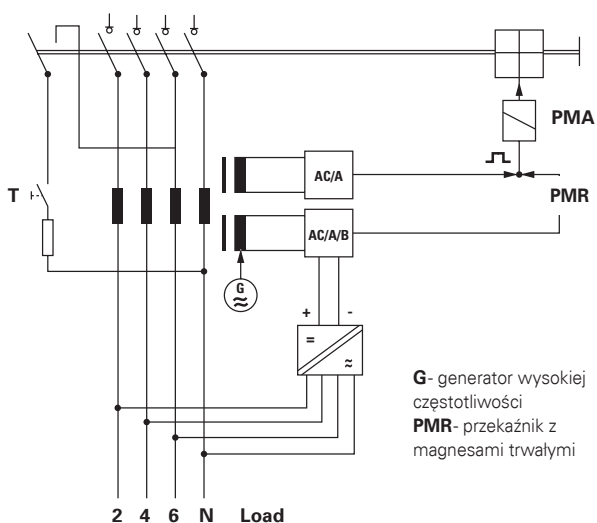 PMA
T
AC/A
PMR
AC/A/B
G
≈
+ -
=
≈
G- generator wysokiej
częstotliwości
PMR- przekaźnik z
magnesami trwałymi
2 4 6 N Load